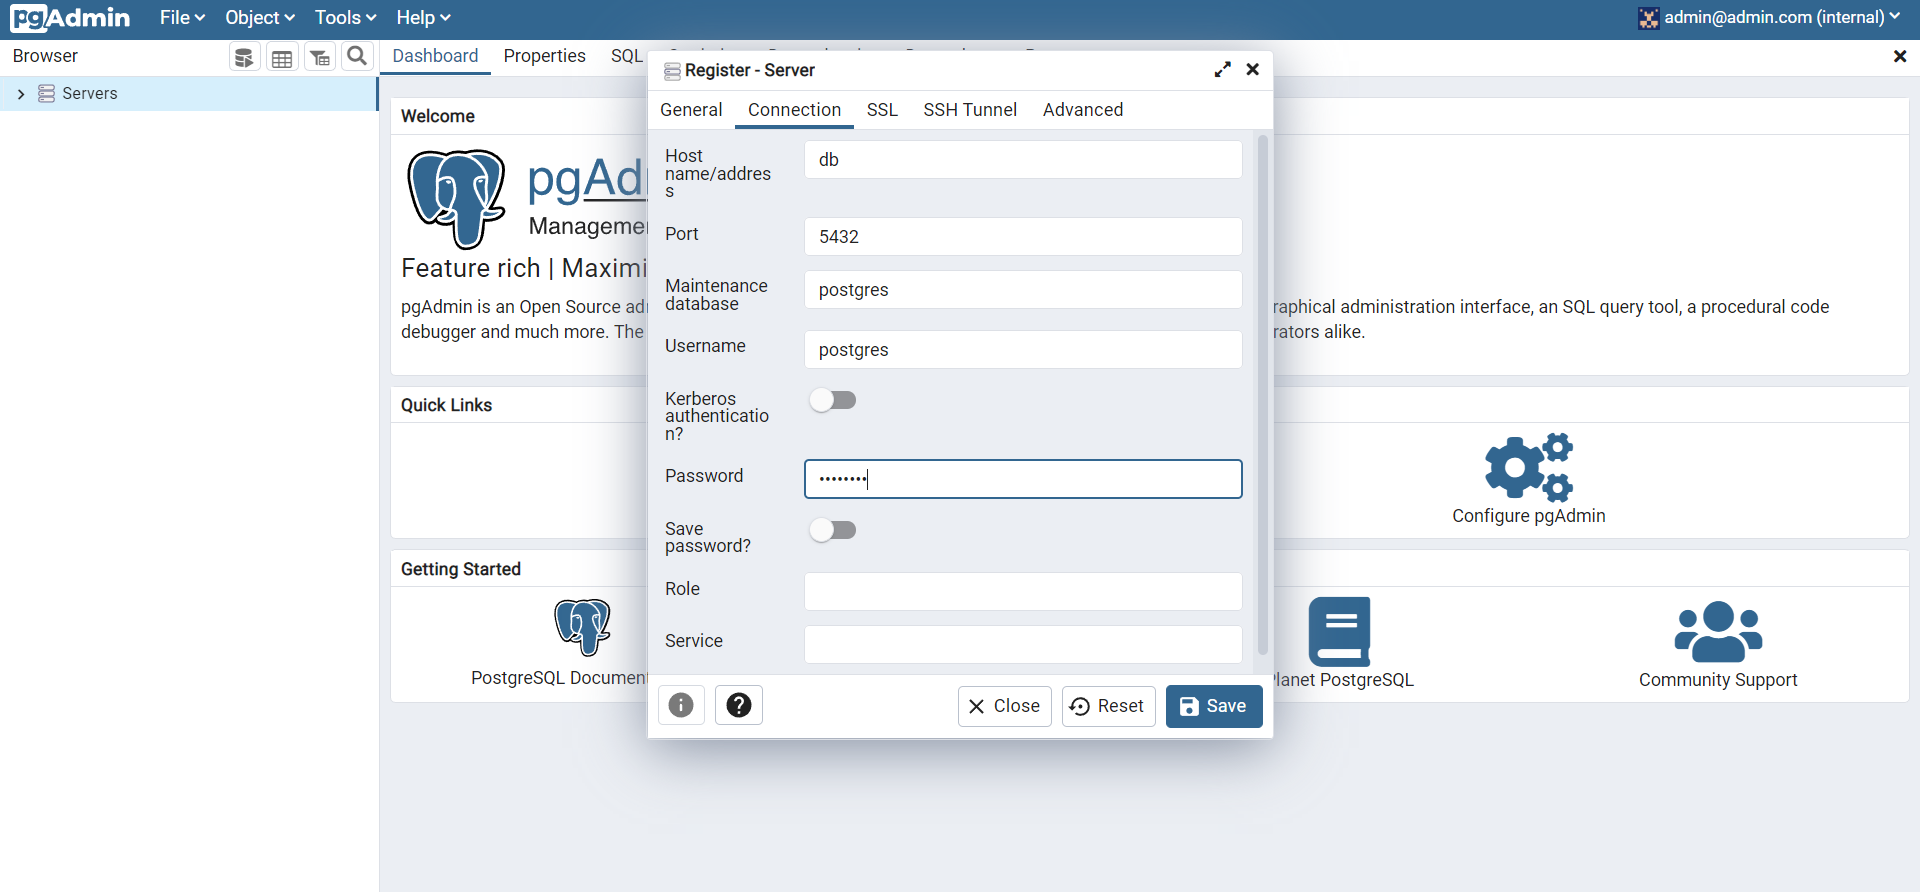 pgAdmin File Object Tools Help admin@admin.com (internal)
Browser Dashboard Properties SQL
Servers
Register - Server
General Connection SSL SSH Tunnel Advanced
Host
name/addres
s
db
Port
5432
Maintenance
database
postgres
Username
postgres
Kerberos
authenticatio
n?
Password
••••••••
Save
password?
Role
Service
Close Reset Save
Welcome
pgAd
Manageme
Feature rich | Maximi
pgAdmin is an Open Source ad raphical administration interface, an SQL query tool, a procedural code
debugger and much more. The rators alike.
Quick Links
Configure pgAdmin
Getting Started
PostgreSQL Document
lanet PostgreSQL
Community Support